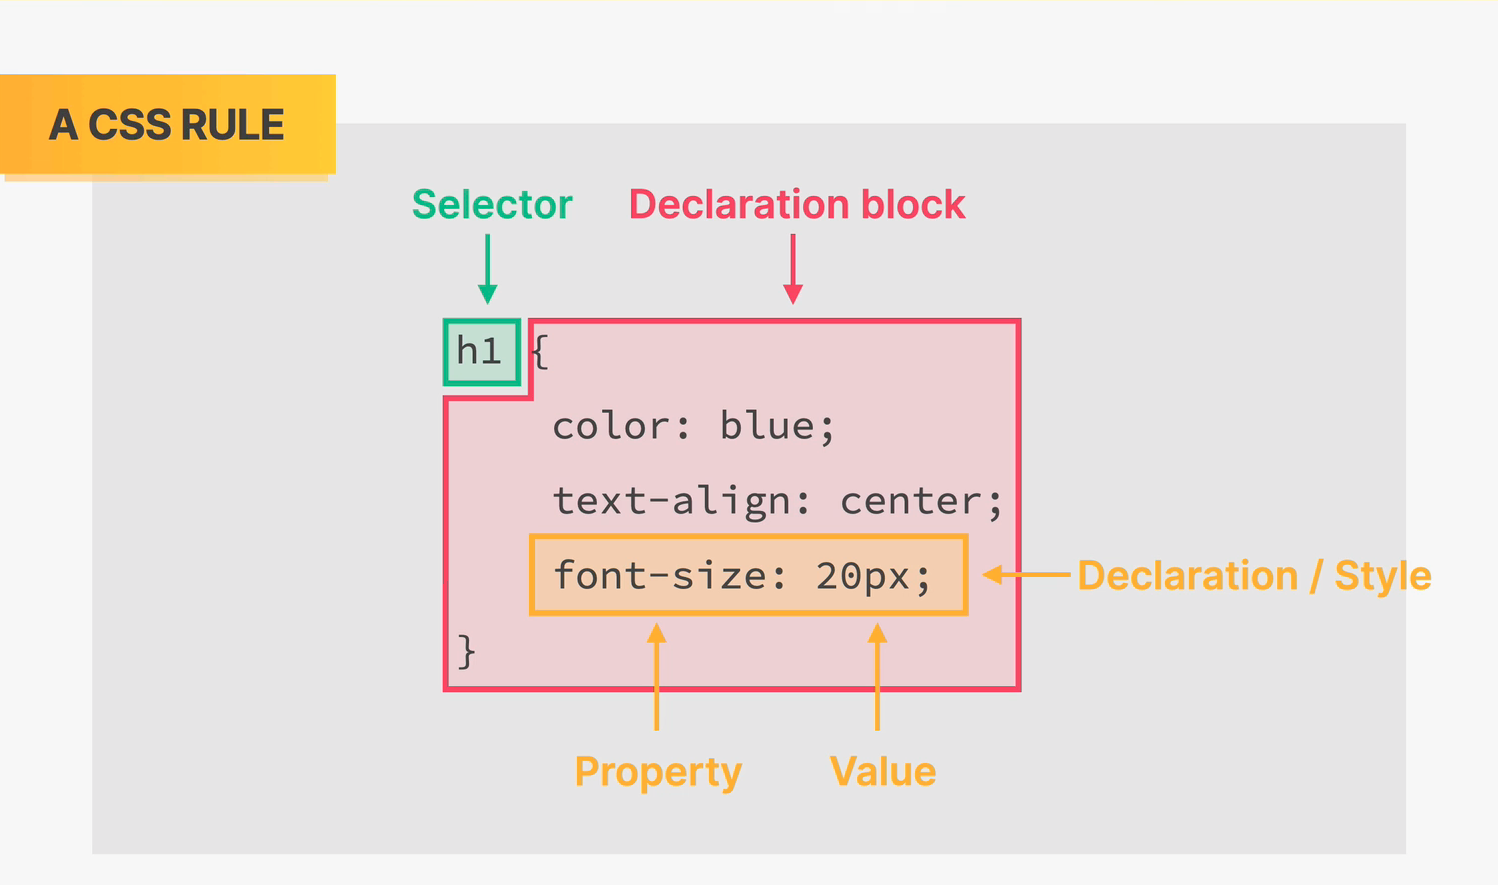 A CSS RULE
Selector
Declaration block
h1 {
color: blue;
text-align: center;
font-size: 20px;
Declaration / Style
}
Property
Value